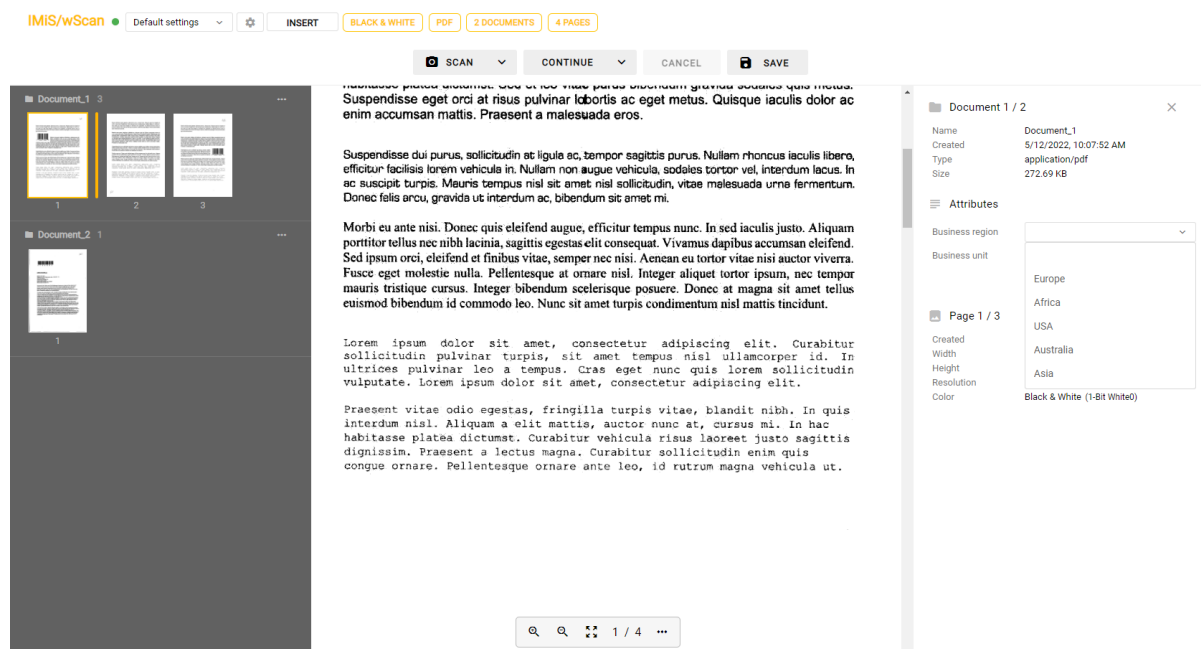 IMiS/wScan
Default settings
INSERT
BLACK & WHITE
PDF
2 DOCUMENTS
4 PAGES
SCAN
CONTINUE
CANCEL
SAVE
Document_1 3
1
2
3
Document_2 1
1
Suspendisse eget orci at risus pulvinar lobortis ac eget metus. Quisque iaculis dolor ac
enim accumsan mattis. Praesent a malesuada eros.
Suspendisse dui purus, sollicitudin at ligula ac, tempor sagittis purus. Nullam rhoncus iaculis libero,
efficitur facilisis lorem vehicula in. Nullam non augue vehicula, sodales tortor vel, interdum lacus. In
ac suscipit turpis. Mauris tempus nisl sit amet nisl sollicitudin, vitae malesuada urna fermentum.
Donec felis arcu, gravida ut interdum ac, bibendum sit amet mi.
Morbi eu ante nisi. Donec quis eleifend augue, efficitur tempus nunc. In sed iaculis justo. Aliquam
porttitor tellus nec nibh lacinia, sagittis egestas elit consequat. Vivamus dapibus accumsan eleifend.
Sed ipsum orci, eleifend et finibus vitae, semper nec nisi. Aenean eu tortor vitae nisi auctor viverra.
Fusce eget molestie nulla. Pellentesque at ornare nisl. Integer aliquet tortor ipsum, nec tempor
mauris tristique cursus. Integer bibendum scelerisque posuere. Donec at magna sit amet tellus
euismod bibendum id commodo leo. Nunc sit amet turpis condimentum nisl mattis tincidunt.
Lorem ipsum dolor sit amet, consectetur adipiscing elit. Curabitur
sollicitudin pulvinar turpis, sit amet tempus nisl ullamcorper id. In
ultrices pulvinar leo a tempus. Cras eget nunc quis lorem sollicitudin
vulputate. Lorem ipsum dolor sit amet, consectetur adipiscing elit.
Praesent vitae odio egestas, fringilla turpis vitae, blandit nibh. In quis
interdum nisl. Aliquam a elit mattis, auctor nunc at, cursus mi. In hac
habitasse platea dictumst. Curabitur vehicula risus laoreet justo sagittis
dignissim. Praesent a lectus magna. Curabitur sollicitudin enim quis
congue ornare. Pellentesque ornare ante leo, id rutrum magna vehicula ut.
1 / 4
Document 1 / 2
Name Document_1
Created 5/12/2022, 10:07:52 AM
Type application/pdf
Size 272.69 KB
Attributes
Business region
Business unit
Europe
Africa
USA
Australia
Asia
Page 1 / 3
Created
Width
Height
Resolution
Color Black & White (1-Bit White0)